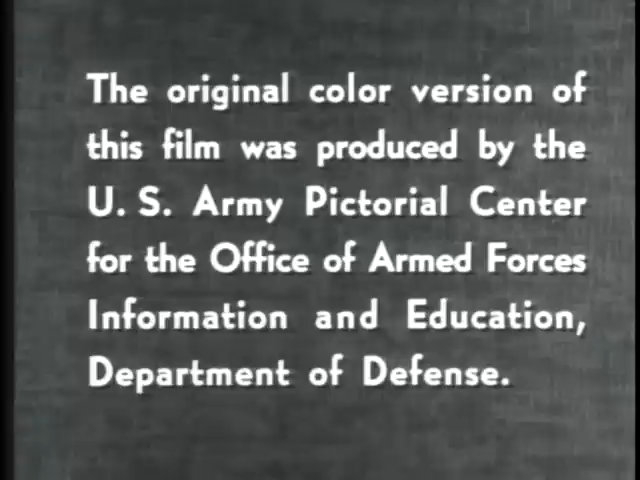 The original color version of
this film was produced by the
U. S. Army Pictorial Center
for the Office of Armed Forces
Information and Education,
Department of Defense.